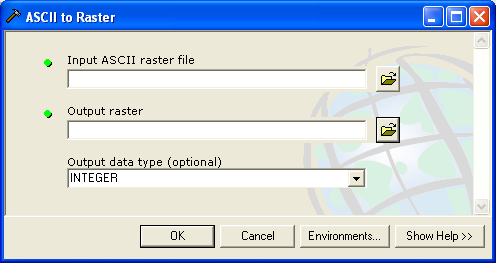 ASCII to Raster
Input ASCII raster file
Output raster
Output data type (optional)
INTEGER
OK Cancel Environments... Show Help >>